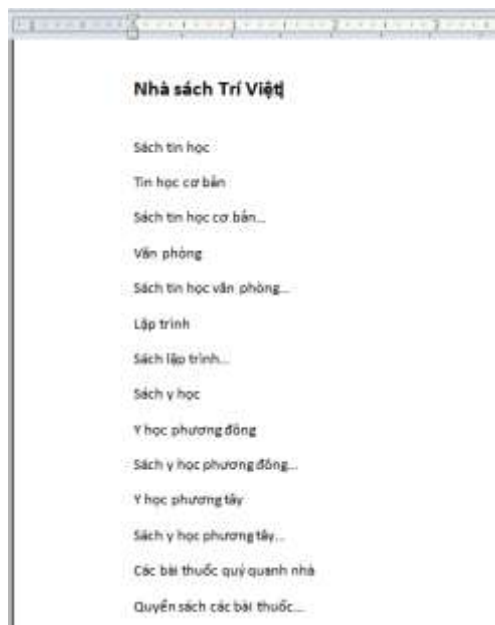 Nhà sách Trí Việt
Sách tin học
Tin học cơ bản
Sách tin học cơ bản...
Văn phòng
Sách tin học văn phòng...
Lập trình
Sách lập trình...
Sách y học
Y học phương đông
Sách y học phương đông...
Y học phương tây
Sách y học phương tây...
Các bài thuốc quý quanh nhà
Quyển sách các bài thuốc...